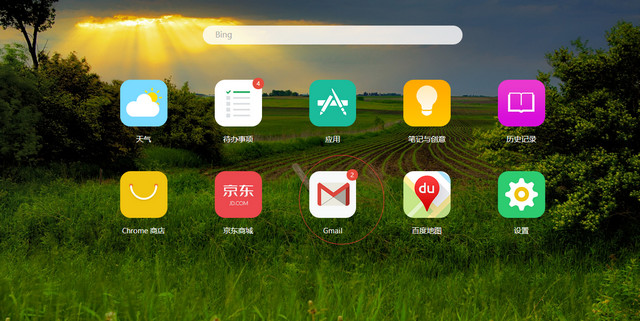 Bing
4
天气
待办事项
应用
笔记与创意
历史记录
京东
JD.COM
2
du
Chrome 商店
京东商城
Gmail
百度地图
设置